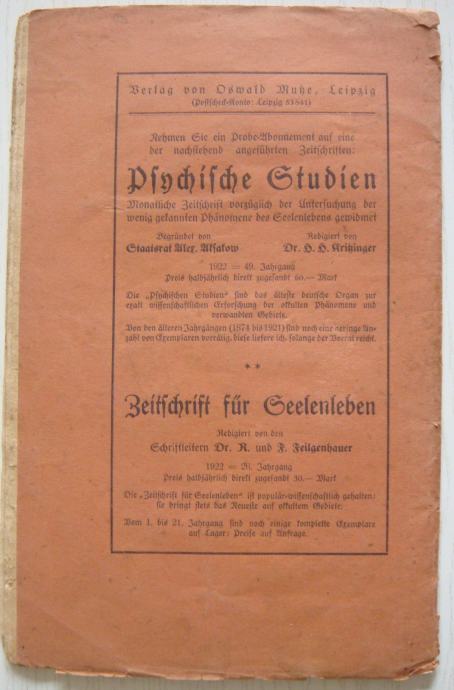 Verlag von Oswald Mutze, Leipzig
(Postscheck-Konto: Leipzig 53841)
Nehmen Sie ein Probe-Abonnement auf eine
der nachstehend angeführten Zeitschriften:
Psychische Studien
Monatliche Zeitschrift vorzüglich der Untersuchung der
wenig gekannten Phänomene des Seelenlebens gewidmet
Begründet von
Staatsrat Alex. Aksakow
Redigiert von
Dr. H. H. Kritzinger
1922 = 49. Jahrgang
Preis halbjährlich direkt zugesandt 60.— Mark
Die „Psychischen Studien“ sind das älteste deutsche Organ zur
exakt wissenschaftlichen Erforschung der okkulten Phänomene und
verwandten Gebiete.
Von den älteren Jahrgängen (1874 bis 1921) sind noch eine geringe An-
zahl von Exemplaren vorrätig, diese liefere ich, solange der Vorrat reicht.
* *
Zeitschrift für Seelenleben
Redigiert von den
Schriftleitern Dr. R. und F. Feilgenhauer
1922 = 26. Jahrgang
Preis halbjährlich direkt zugesandt 30.— Mark
Die „Zeitschrift für Seelenleben“ ist populär-wissenschaftlich gehalten;
sie bringt stets das Neueste auf okkultem Gebiete.
Vom 1. bis 21. Jahrgang sind noch einige komplette Exemplare
auf Lager; Preise auf Anfrage.